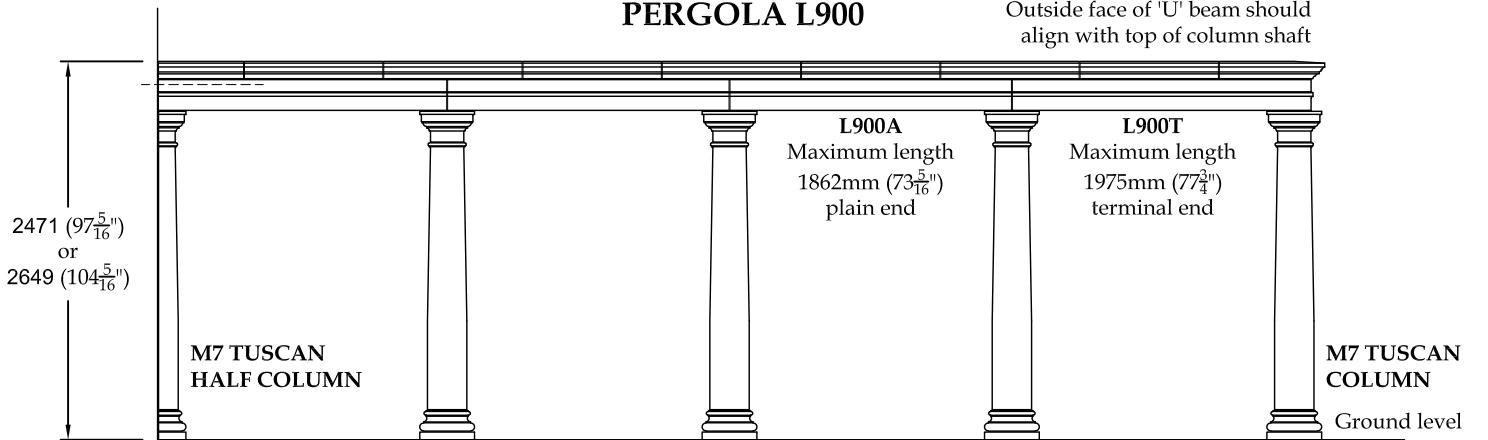 PERGOLA L900
Outside face of 'U' beam should
align with top of column shaft
L900A
Maximum length
1862mm (73 5/16")
plain end
L900T
Maximum length
1975mm (77 3/4")
terminal end
2471 (97 5/16")
or
2649 (104 5/16")
M7 TUSCAN
HALF COLUMN
M7 TUSCAN
COLUMN
Ground level